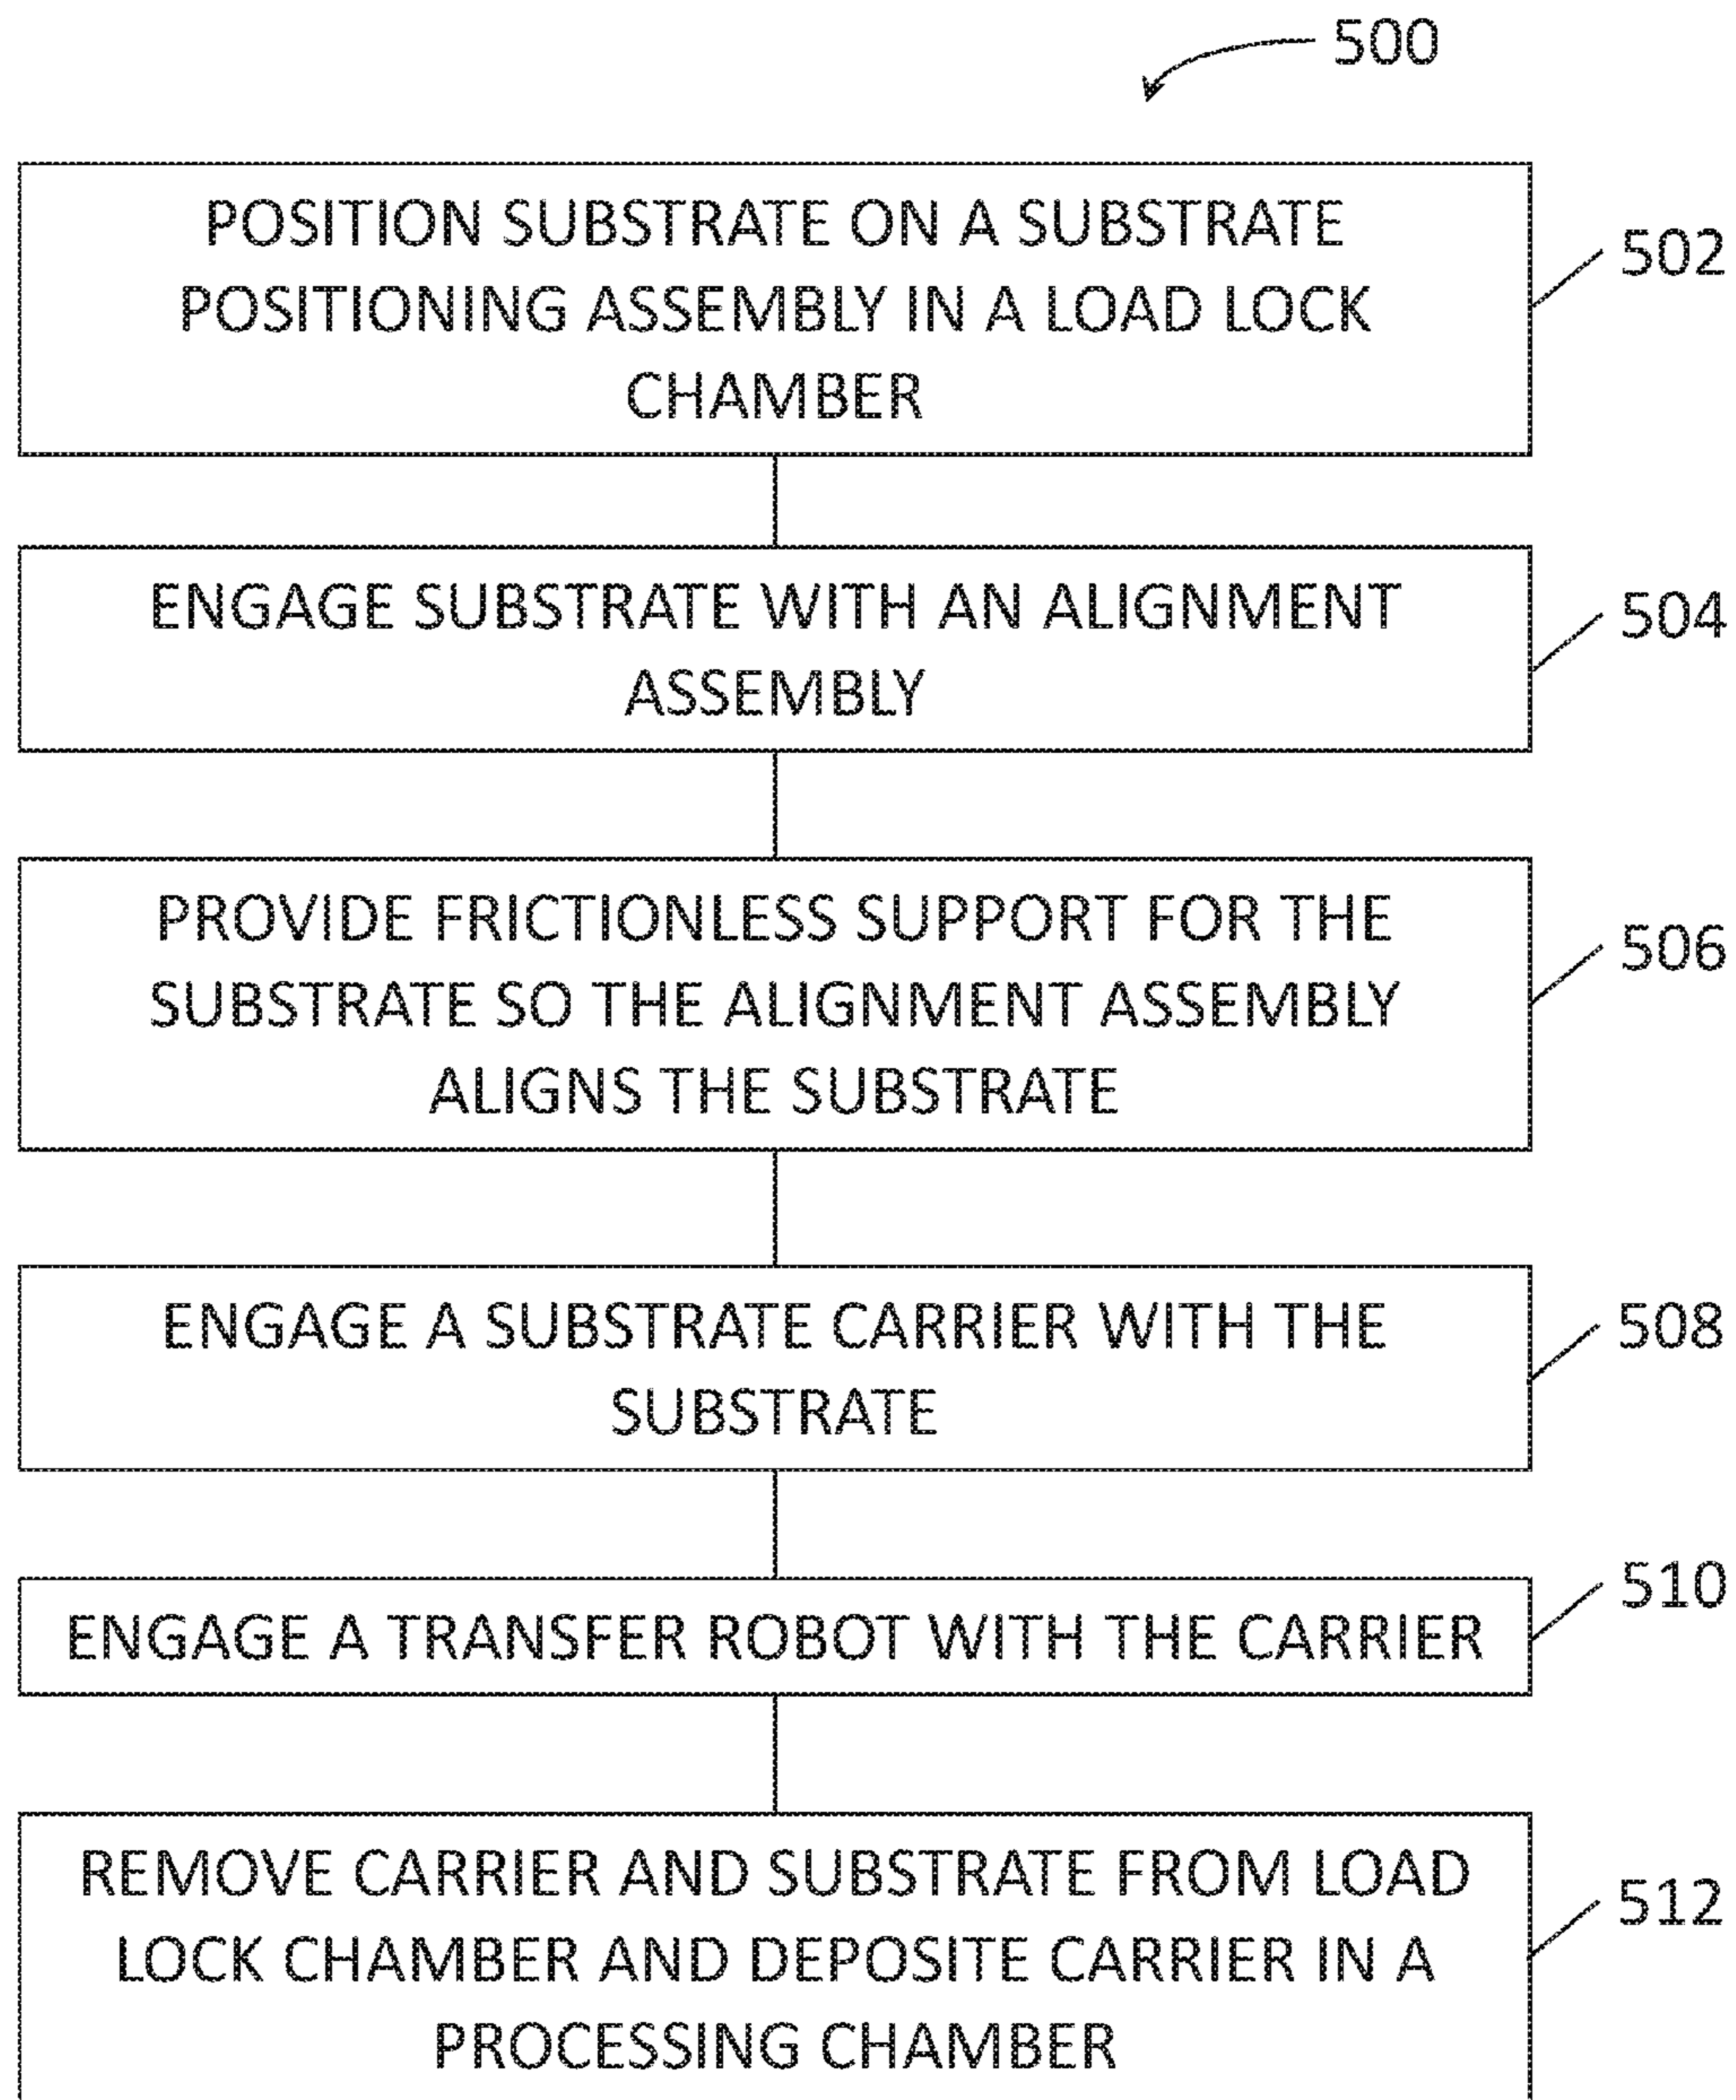 500
POSITION SUBSTRATE ON A SUBSTRATE
POSITIONING ASSEMBLY IN A LOAD LOCK
CHAMBER
502
ENGAGE SUBSTRATE WITH AN ALIGNMENT
ASSEMBLY
504
PROVIDE FRICTIONLESS SUPPORT FOR THE
SUBSTRATE SO THE ALIGNMENT ASSEMBLY
ALIGNS THE SUBSTRATE
506
ENGAGE A SUBSTRATE CARRIER WITH THE
SUBSTRATE
508
ENGAGE A TRANSFER ROBOT WITH THE CARRIER
510
REMOVE CARRIER AND SUBSTRATE FROM LOAD
LOCK CHAMBER AND DEPOSITE CARRIER IN A
PROCESSING CHAMBER
512